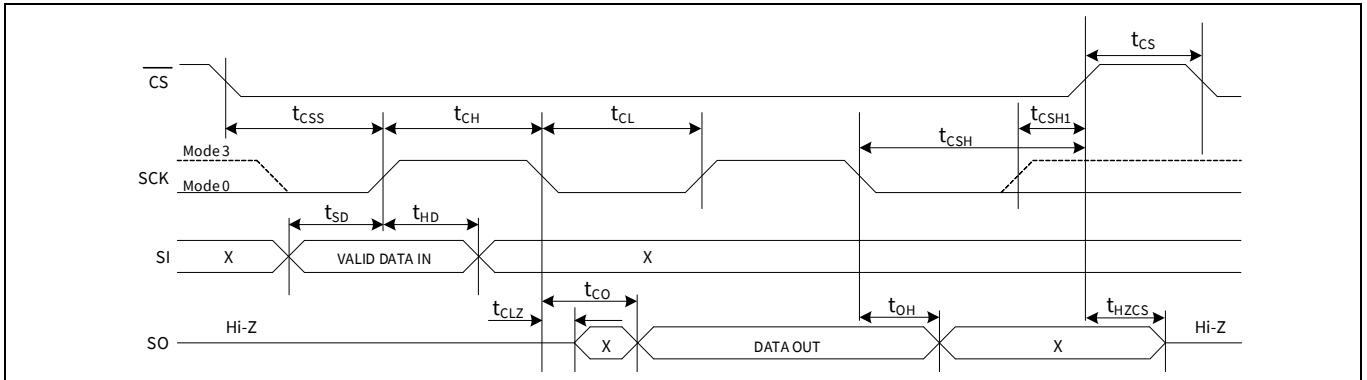 tCS
CS
tCSS tCH tCL tCSH1
tCSH
Mode 3
SCK
Mode 0
tSD tHD
SI X VALID DATA IN X
tCO
tCLZ tOH tHZCS
Hi-Z Hi-Z
SO X DATA OUT X